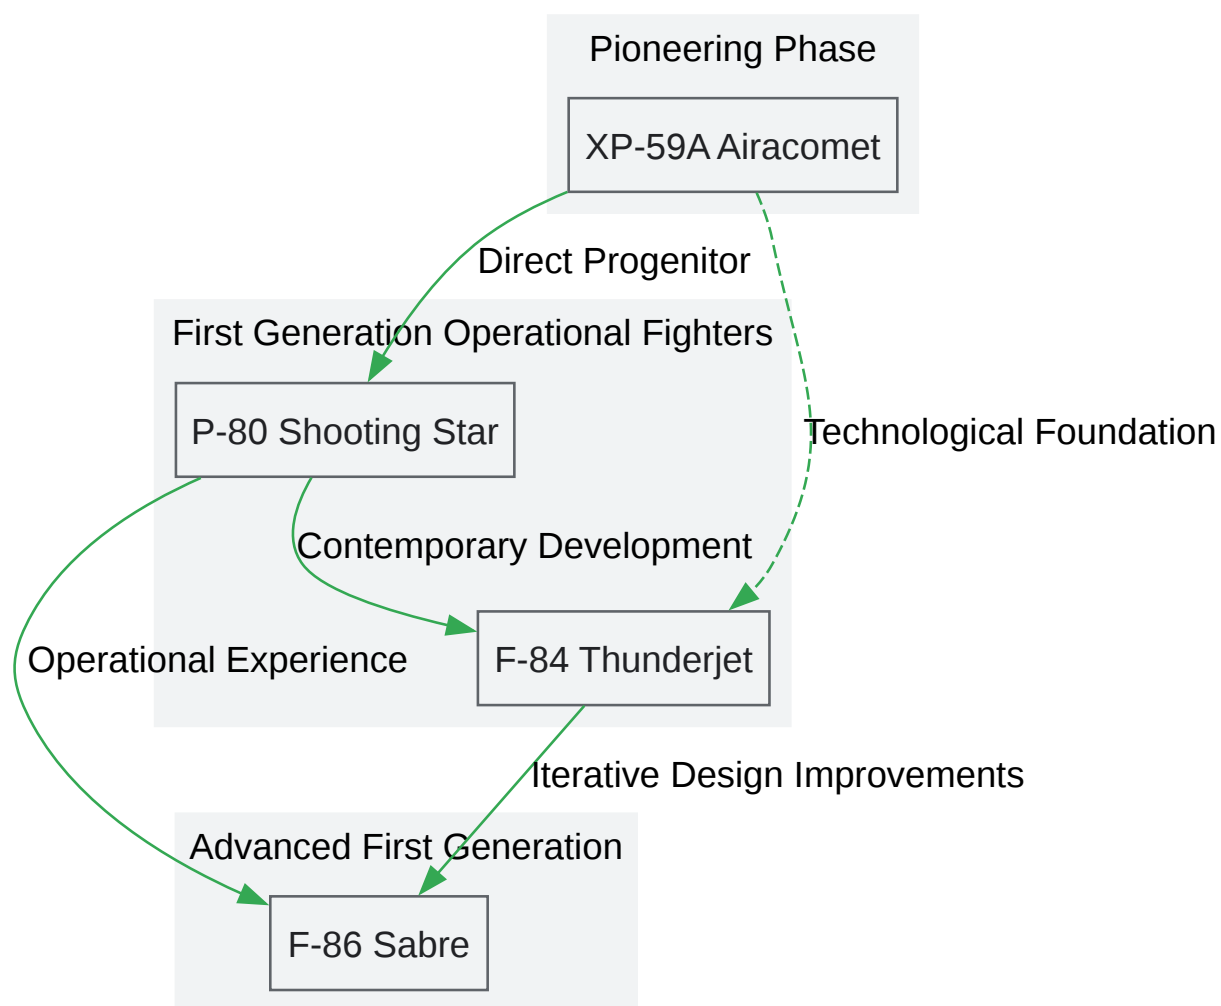 Pioneering Phase
XP-59A Airacomet
Direct Progenitor
First Generation Operational Fighters
P-80 Shooting Star
Technological Foundation
Contemporary Development
Operational Experience
F-84 Thunderjet
Iterative Design Improvements
Advanced First Generation
F-86 Sabre